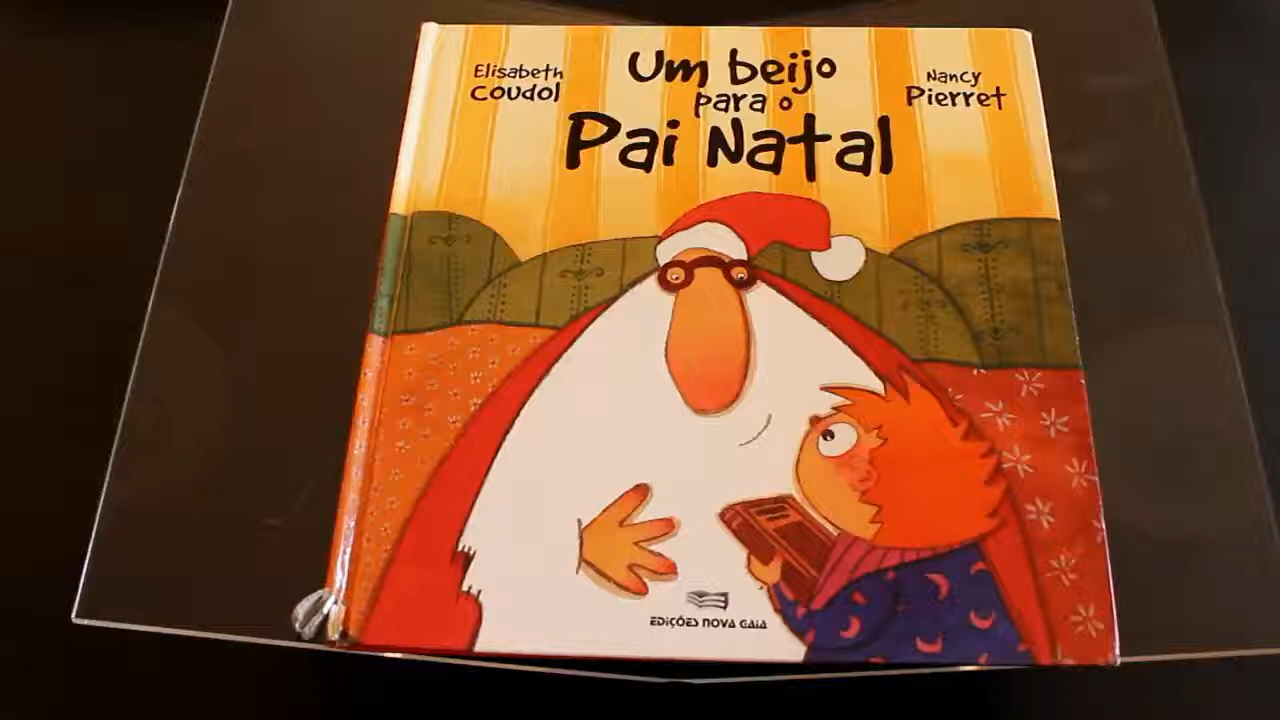 Um beijo
para o
Pai Natal
Elisabeth
Coudol
Nancy
Pierret
EDIÇÕES NOVA GAIA